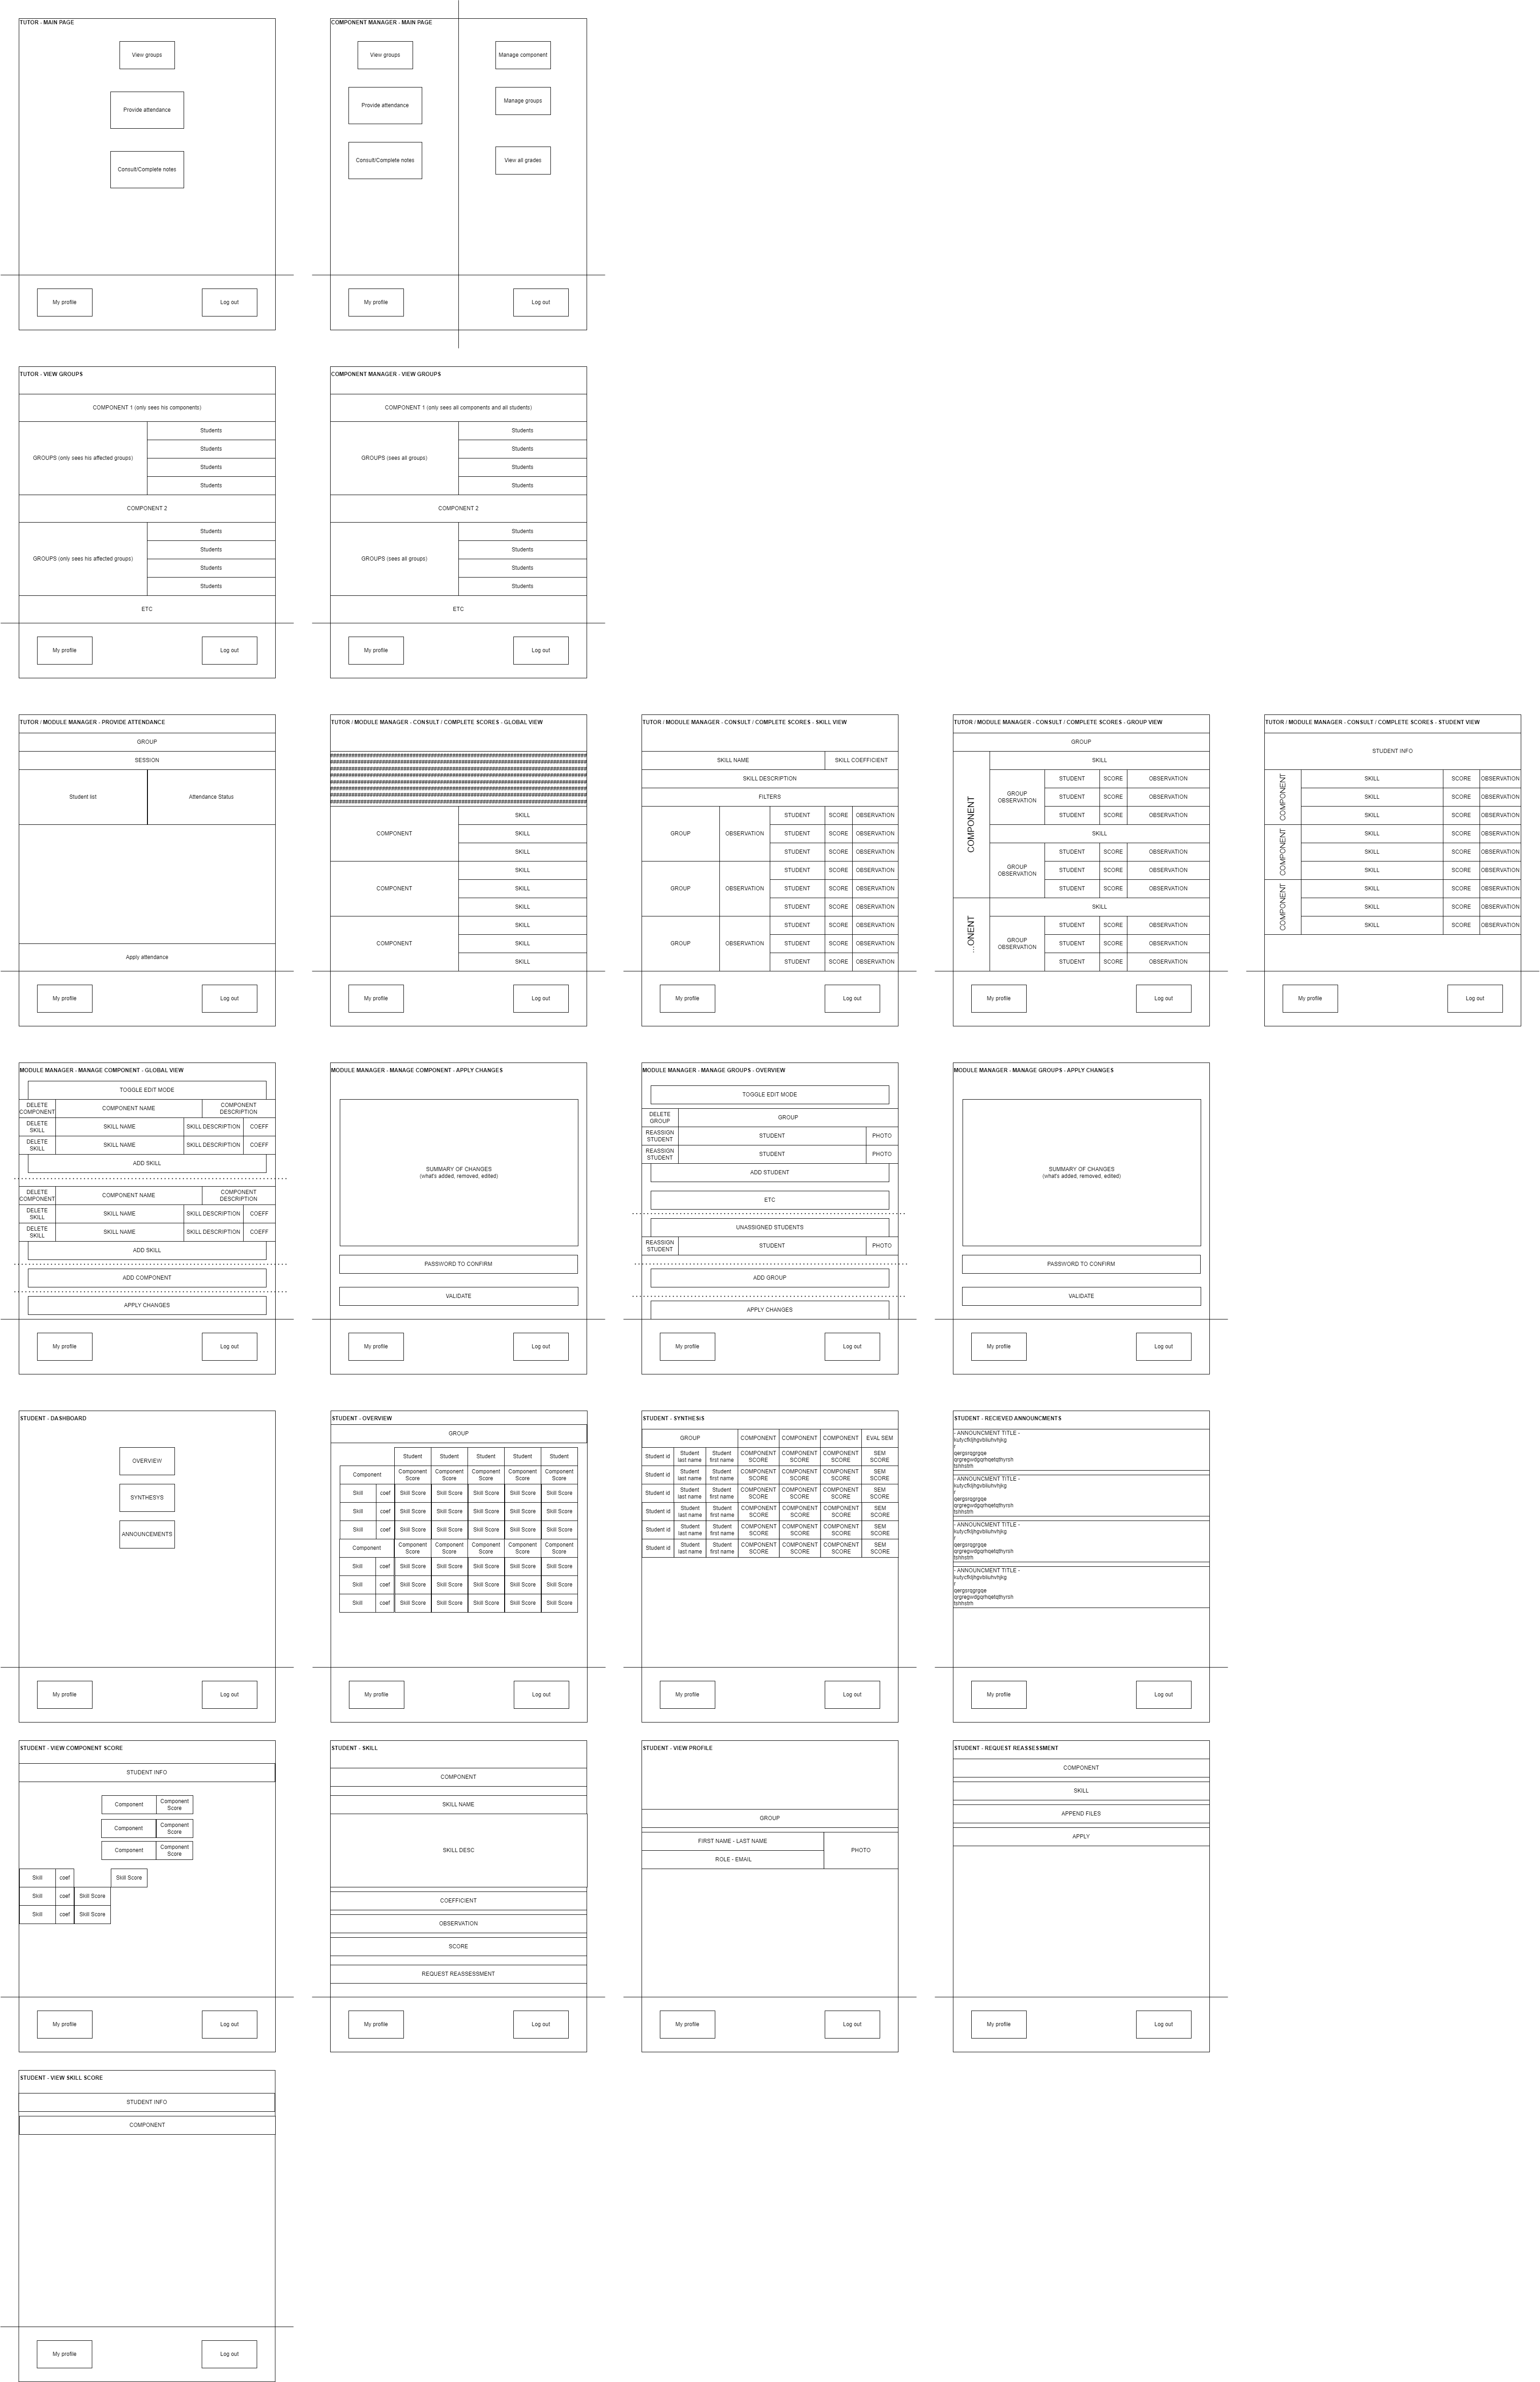 TUTOR - MAIN PAGE
View groups
Provide attendance
Consult/Complete notes
My profile
Log out
COMPONENT MANAGER - MAIN PAGE
View groups
Manage component
Provide attendance
Manage groups
Consult/Complete notes
View all grades
My profile
Log out
TUTOR - VIEW GROUPS
COMPONENT 1 (only sees his components)
GROUPS (only sees his affected groups)
Students
Students
Students
Students
COMPONENT 2
GROUPS (only sees his affected groups)
Students
Students
Students
Students
ETC
My profile
Log out
COMPONENT MANAGER - VIEW GROUPS
COMPONENT 1 (only sees all components and all students)
GROUPS (sees all groups)
Students
Students
Students
Students
COMPONENT 2
GROUPS (sees all groups)
Students
Students
Students
Students
ETC
My profile
Log out
TUTOR / MODULE MANAGER - PROVIDE ATTENDANCE
GROUP
SESSION
Student list
Attendance Status
Apply attendance
My profile
Log out
TUTOR / MODULE MANAGER - CONSULT / COMPLETE SCORES - GLOBAL VIEW
COMPONENT
SKILL
SKILL
SKILL
COMPONENT
SKILL
SKILL
SKILL
COMPONENT
SKILL
SKILL
SKILL
My profile
Log out
TUTOR / MODULE MANAGER - CONSULT / COMPLETE SCORES - SKILL VIEW
SKILL NAME
SKILL COEFFICIENT
SKILL DESCRIPTION
FILTERS
GROUP
OBSERVATION
STUDENT SCORE OBSERVATION
STUDENT SCORE OBSERVATION
STUDENT SCORE OBSERVATION
GROUP
OBSERVATION
STUDENT SCORE OBSERVATION
STUDENT SCORE OBSERVATION
STUDENT SCORE OBSERVATION
GROUP
OBSERVATION
STUDENT SCORE OBSERVATION
STUDENT SCORE OBSERVATION
STUDENT SCORE OBSERVATION
My profile
Log out
TUTOR / MODULE MANAGER - CONSULT / COMPLETE SCORES - GROUP VIEW
GROUP
COMPONENT
SKILL
GROUP
OBSERVATION
STUDENT SCORE OBSERVATION
STUDENT SCORE OBSERVATION
STUDENT SCORE OBSERVATION
SKILL
GROUP
OBSERVATION
STUDENT SCORE OBSERVATION
STUDENT SCORE OBSERVATION
STUDENT SCORE OBSERVATION
...ONENT
SKILL
GROUP
OBSERVATION
STUDENT SCORE OBSERVATION
STUDENT SCORE OBSERVATION
STUDENT SCORE OBSERVATION
My profile
Log out
TUTOR / MODULE MANAGER - CONSULT / COMPLETE SCORES - STUDENT VIEW
STUDENT INFO
COMPONENT
SKILL SCORE OBSERVATION
SKILL SCORE OBSERVATION
SKILL SCORE OBSERVATION
COMPONENT
SKILL SCORE OBSERVATION
SKILL SCORE OBSERVATION
SKILL SCORE OBSERVATION
COMPONENT
SKILL SCORE OBSERVATION
SKILL SCORE OBSERVATION
SKILL SCORE OBSERVATION
My profile
Log out
MODULE MANAGER - MANAGE COMPONENT - GLOBAL VIEW
TOGGLE EDIT MODE
DELETE
COMPONENT
COMPONENT NAME
COMPONENT
DESCRIPTION
DELETE
SKILL
SKILL NAME
SKILL DESCRIPTION
COEFF
DELETE
SKILL
SKILL NAME
SKILL DESCRIPTION
COEFF
ADD SKILL
DELETE
COMPONENT
COMPONENT NAME
COMPONENT
DESCRIPTION
DELETE
SKILL
SKILL NAME
SKILL DESCRIPTION
COEFF
DELETE
SKILL
SKILL NAME
SKILL DESCRIPTION
COEFF
ADD SKILL
ADD COMPONENT
APPLY CHANGES
My profile
Log out
MODULE MANAGER - MANAGE COMPONENT - APPLY CHANGES
SUMMARY OF CHANGES
(what's added, removed, edited)
PASSWORD TO CONFIRM
VALIDATE
My profile
Log out
MODULE MANAGER - MANAGE GROUPS - OVERVIEW
TOGGLE EDIT MODE
DELETE
GROUP
GROUP
REASSIGN
STUDENT
STUDENT
PHOTO
REASSIGN
STUDENT
STUDENT
PHOTO
ADD STUDENT
ETC
UNASSIGNED STUDENTS
REASSIGN
STUDENT
STUDENT
PHOTO
ADD GROUP
APPLY CHANGES
My profile
Log out
MODULE MANAGER - MANAGE GROUPS - APPLY CHANGES
SUMMARY OF CHANGES
(what's added, removed, edited)
PASSWORD TO CONFIRM
VALIDATE
My profile
Log out
STUDENT - DASHBOARD
OVERVIEW
SYNTHESYS
ANNOUNCEMENTS
My profile
Log out
STUDENT - OVERVIEW
GROUP
Student Student Student Student Student
Component
Component Component Component Component Component
Score Score Score Score Score
Skill coef Skill Score Skill Score Skill Score Skill Score Skill Score
Skill coef Skill Score Skill Score Skill Score Skill Score Skill Score
Skill coef Skill Score Skill Score Skill Score Skill Score Skill Score
Component
Component Component Component Component Component
Score Score Score Score Score
Skill coef Skill Score Skill Score Skill Score Skill Score Skill Score
Skill coef Skill Score Skill Score Skill Score Skill Score Skill Score
Skill coef Skill Score Skill Score Skill Score Skill Score Skill Score
My profile
Log out
STUDENT - SYNTHESIS
GROUP COMPONENT COMPONENT COMPONENT EVAL SEM
Student id
Student Student COMPONENT COMPONENT COMPONENT SEM
last name first name SCORE SCORE SCORE SCORE
Student id
Student Student COMPONENT COMPONENT COMPONENT SEM
last name first name SCORE SCORE SCORE SCORE
Student id
Student Student COMPONENT COMPONENT COMPONENT SEM
last name first name SCORE SCORE SCORE SCORE
Student id
Student Student COMPONENT COMPONENT COMPONENT SEM
last name first name SCORE SCORE SCORE SCORE
Student id
Student Student COMPONENT COMPONENT COMPONENT SEM
last name first name SCORE SCORE SCORE SCORE
Student id
Student Student COMPONENT COMPONENT COMPONENT SEM
last name first name SCORE SCORE SCORE SCORE
My profile
Log out
STUDENT - RECIEVED ANNOUNCMENTS
- ANNOUNCMENT TITLE -
r
qergsrqgrgqe
qrgregwdgqrhqetqthyrsh
- ANNOUNCMENT TITLE -
r
qergsrqgrgqe
qrgregwdgqrhqetqthyrsh
- ANNOUNCMENT TITLE -
r
qergsrqgrgqe
qrgregwdgqrhqetqthyrsh
- ANNOUNCMENT TITLE -
r
qergsrqgrgqe
qrgregwdgqrhqetqthyrsh
My profile
Log out
STUDENT - VIEW COMPONENT SCORE
STUDENT INFO
Component
Component
Score
Component
Component
Score
Component
Component
Score
Skill coef Skill Score
Skill coef Skill Score
Skill coef Skill Score
My profile
Log out
STUDENT - SKILL
COMPONENT
SKILL NAME
SKILL DESC
COEFFICIENT
OBSERVATION
SCORE
REQUEST REASSESSMENT
My profile
Log out
STUDENT - VIEW PROFILE
GROUP
FIRST NAME - LAST NAME
ROLE - EMAIL
PHOTO
My profile
Log out
STUDENT - REQUEST REASSESSMENT
COMPONENT
SKILL
APPEND FILES
APPLY
My profile
Log out
STUDENT - VIEW SKILL SCORE
STUDENT INFO
COMPONENT
My profile
Log out